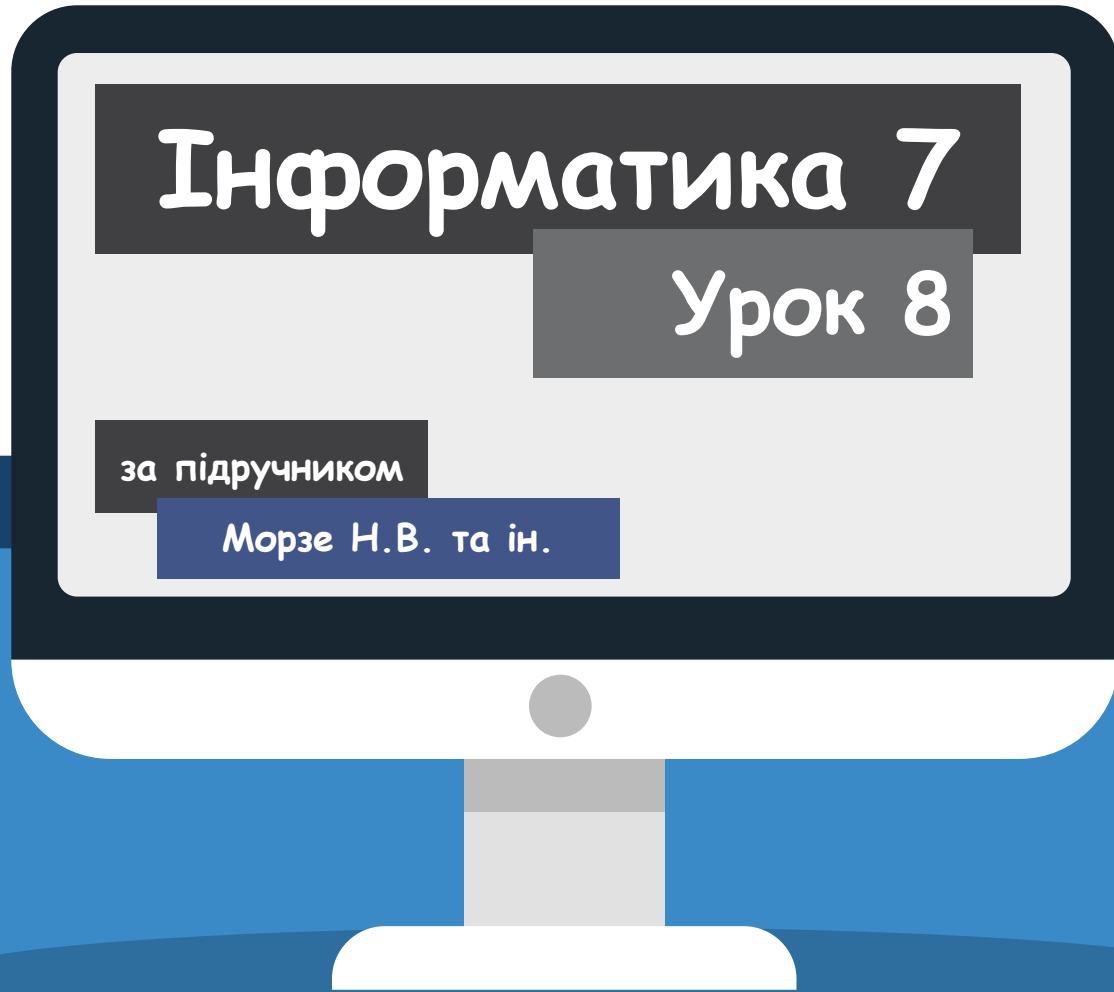 Інформатика 7
Урок 8
за підручником
Морзе Н.В. та ін.